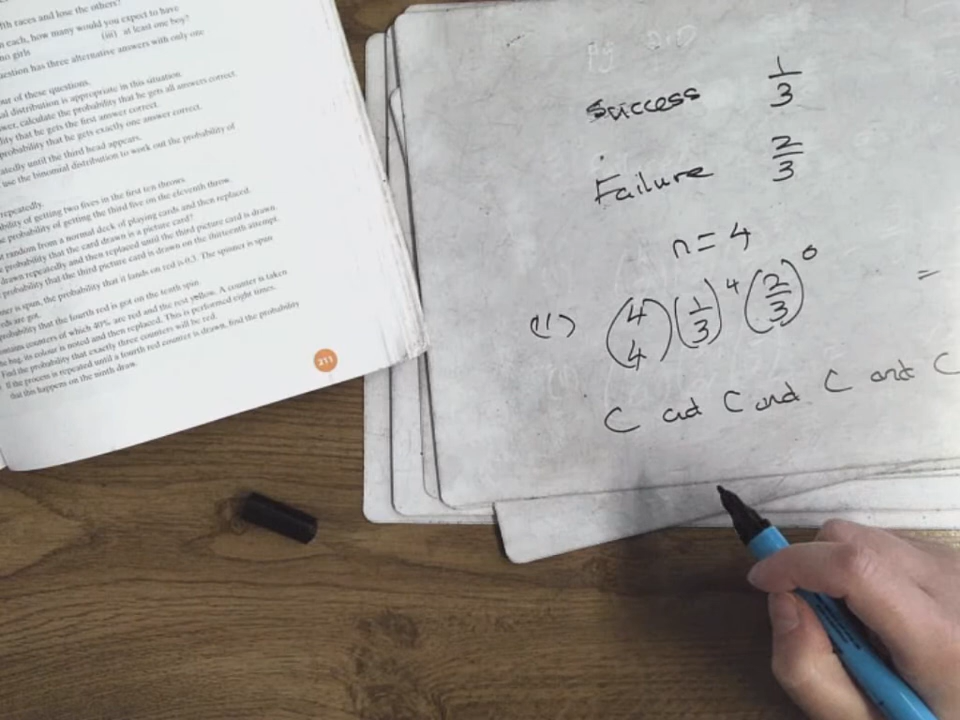 fth races and lose the others?
n each, how many would you expect to have
no girls (iii) at least one boy?
uestion has three alternative answers with only one
our of these questions.
al distribution is appropriate in this situation.
wer, calculate the probability that he gets all answers correct.
lity that he gets the first answer correct.
probability that he gets exactly one answer correct.
atedly until the third head appears.
use the binomial distribution to work out the probability of
repeatedly.
bability of getting two fives in the first ten throws.
e probability of getting the third five on the eleventh throw.
t random from a normal deck of playing cards and then replaced.
e probability that the card drawn is a picture card?
drawn repeatedly and then replaced until the third picture card is drawn.
probability that the third picture card is drawn on the thirteenth attempt.
nner is spun, the probability that it lands on red is 0.3. The spinner is spun
eds are got.
probability that the fourth red is got on the tenth spin.
ontains counters of which 40% are red and the rest yellow. A counter is taken
he bag, its colour is noted and then replaced. This is performed eight times.
Find the probability that exactly three counters will be red.
If the process is repeated until a fourth red counter is drawn, find the probability
that this happens on the ninth draw.
211
Success 1/3
Failure 2/3
n = 4
(ii) (4 4) (1/3)^4 (2/3)^0 =
C and C and C and C